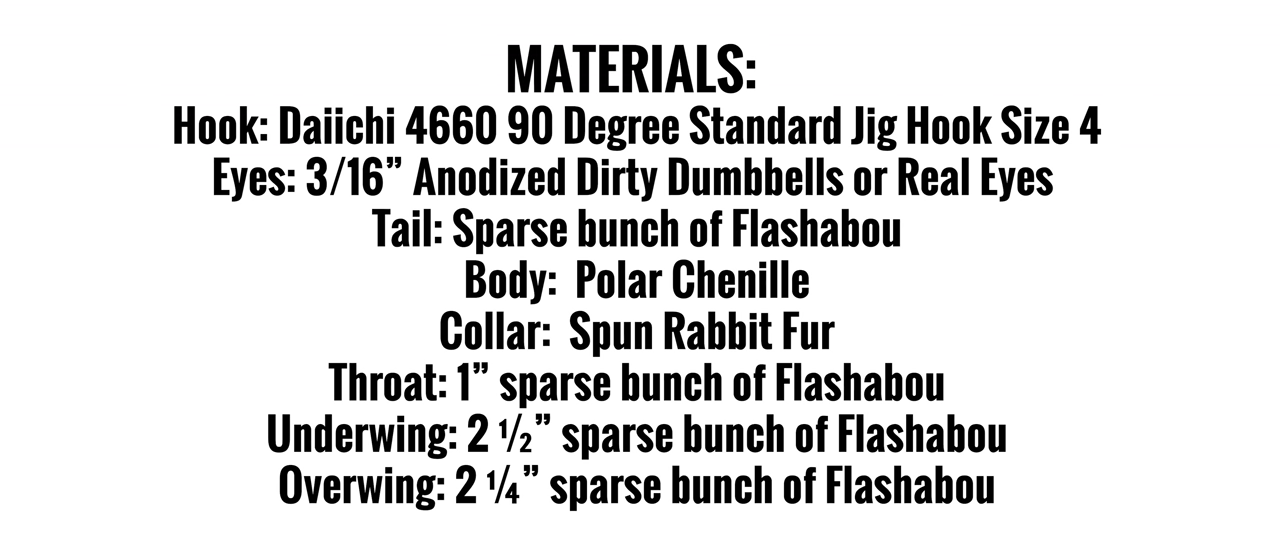 MATERIALS:
Hook: Daiichi 4660 90 Degree Standard Jig Hook Size 4
Eyes: 3/16” Anodized Dirty Dumbbells or Real Eyes
Tail: Sparse bunch of Flashabou
Body:  Polar Chenille
Collar:  Spun Rabbit Fur
Throat: 1” sparse bunch of Flashabou
Underwing: 2 ½” sparse bunch of Flashabou
Overwing: 2 ¼” sparse bunch of Flashabou